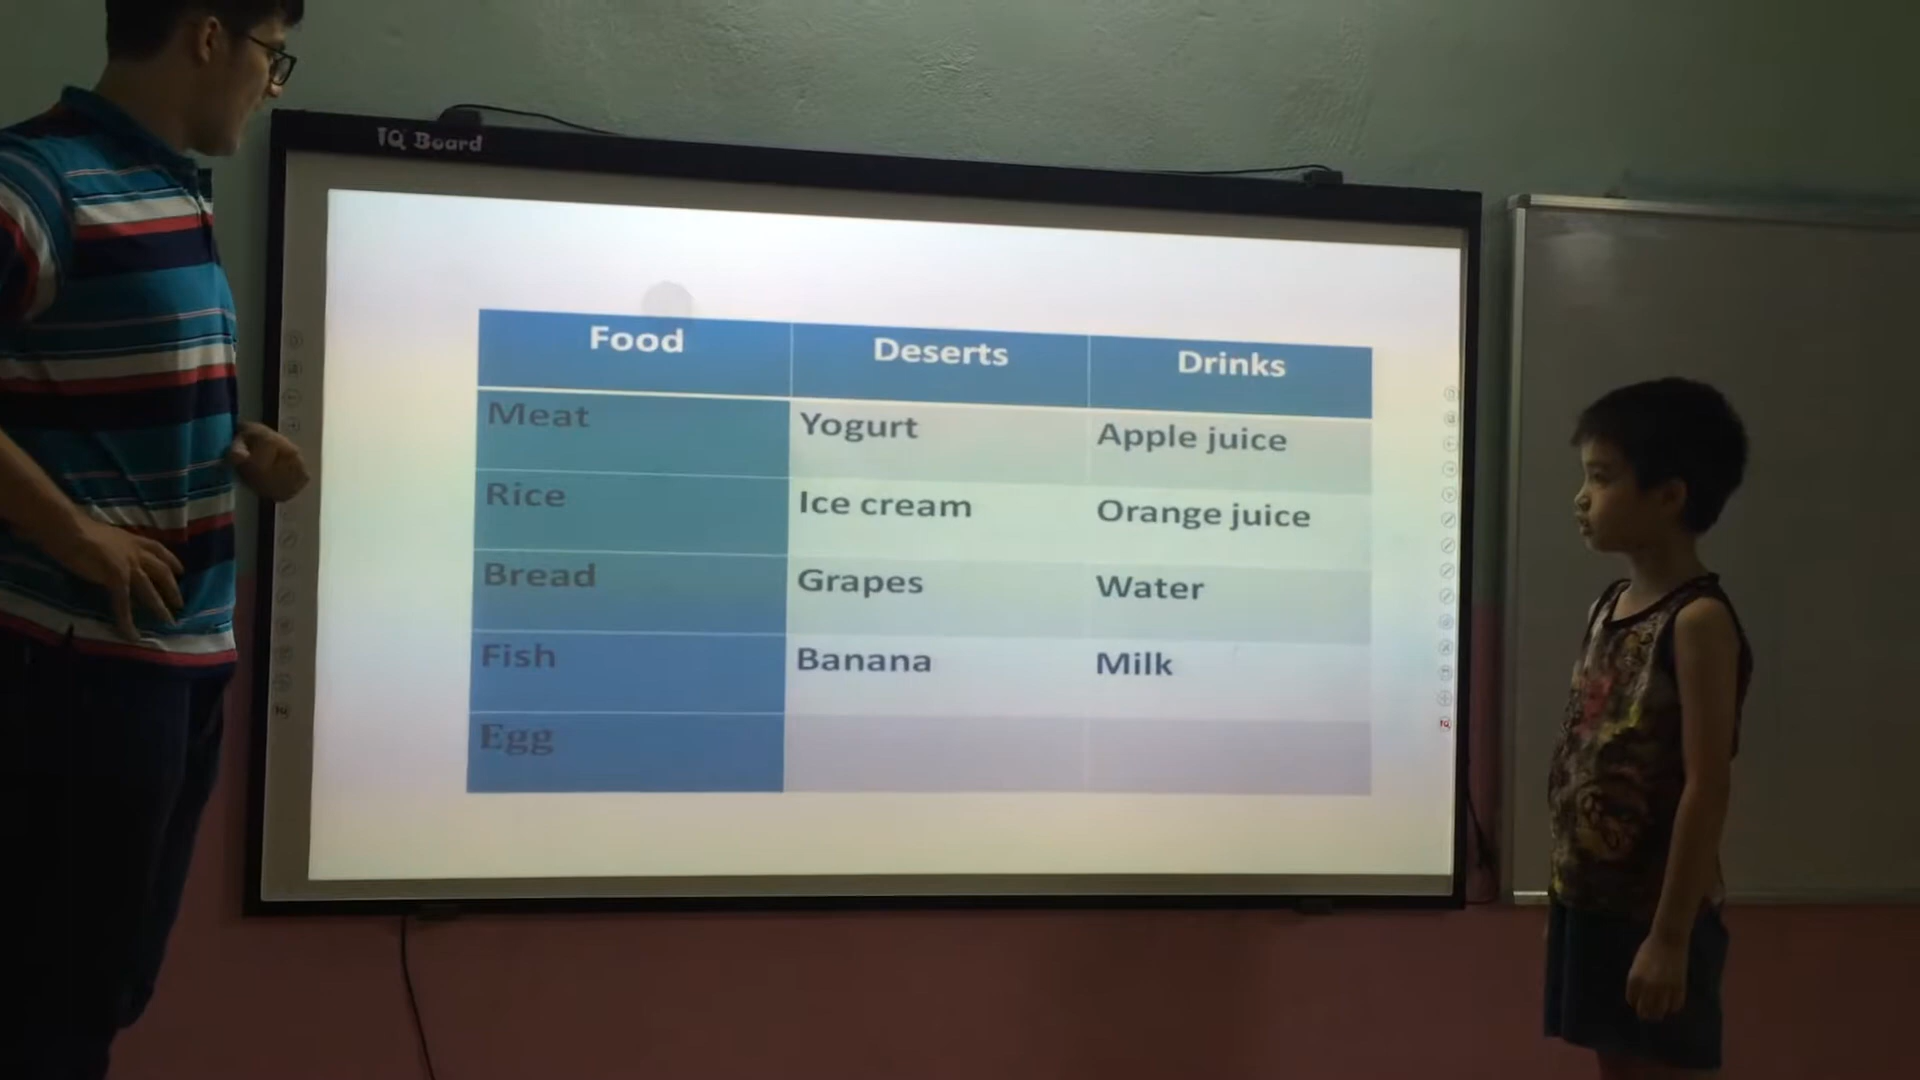 IQ Board
Food Deserts Drinks
Meat Yogurt Apple juice
Rice Ice cream Orange juice
Bread Grapes Water
Fish Banana Milk
Egg